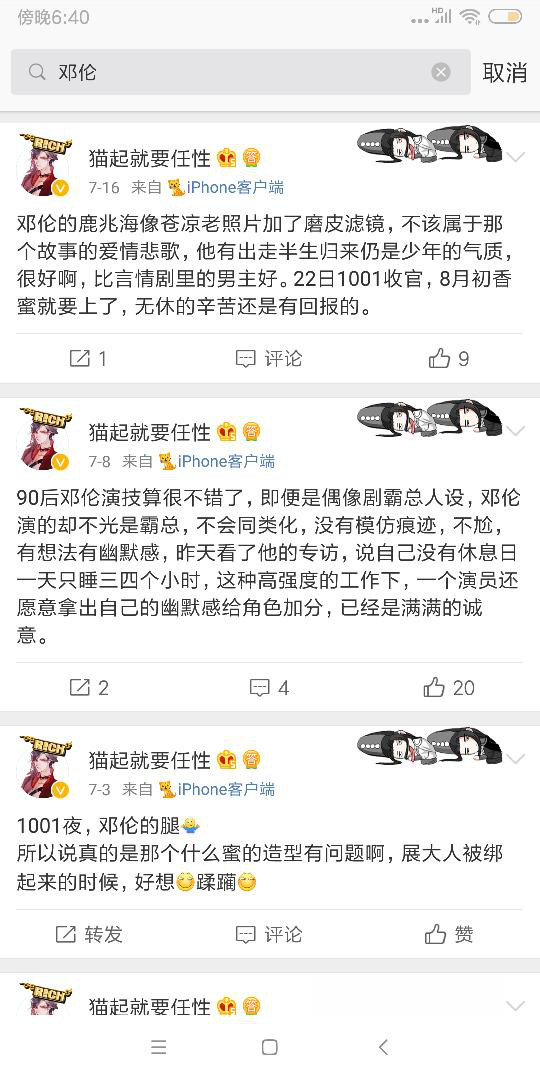 傍晚6:40
HD
邓伦
取消
RICH
猫起就要任性
7-16 来自 iPhone客户端
邓伦的鹿兆海像苍凉老照片加了磨皮滤镜，不该属于那
个故事的爱情悲歌，他有出走半生归来仍是少年的气质，
很好啊，比言情剧里的男主好。22日1001收官，8月初香
蜜就要上了，无休的辛苦还是有回报的。
1 评论 9
RICH
猫起就要任性
7-8 来自 iPhone客户端
90后邓伦演技算很不错了，即便是偶像剧霸总人设，邓伦
演的却不光是霸总，不会同类化，没有模仿痕迹，不尬，
有想法有幽默感，昨天看了他的专访，说自己没有休息日
一天只睡三四个小时，这种高强度的工作下，一个演员还
愿意拿出自己的幽默感给角色加分，已经是满满的诚
意。
2 4 20
RICH
猫起就要任性
7-3 来自 iPhone客户端
1001夜，邓伦的腿
所以说真的是那个什么蜜的造型有问题啊，展大人被绑
起来的时候，好想蹂躏
转发 评论 赞
RICH
猫起就要任性